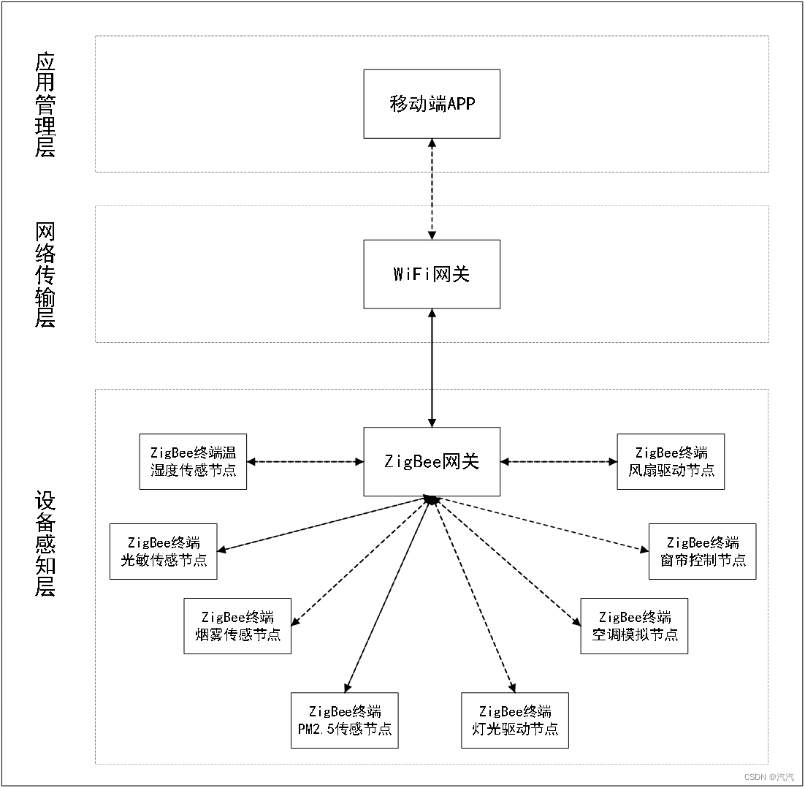 应用管理层
移动端APP
网络传输层
WiFi网关
设备感知层
ZigBee网关
ZigBee终端温
湿度传感节点
ZigBee终端
风扇驱动节点
ZigBee终端
光敏传感节点
ZigBee终端
窗帘控制节点
ZigBee终端
烟雾传感节点
ZigBee终端
空调模拟节点
ZigBee终端
PM2.5传感节点
ZigBee终端
灯光驱动节点
CSDN @汽汽